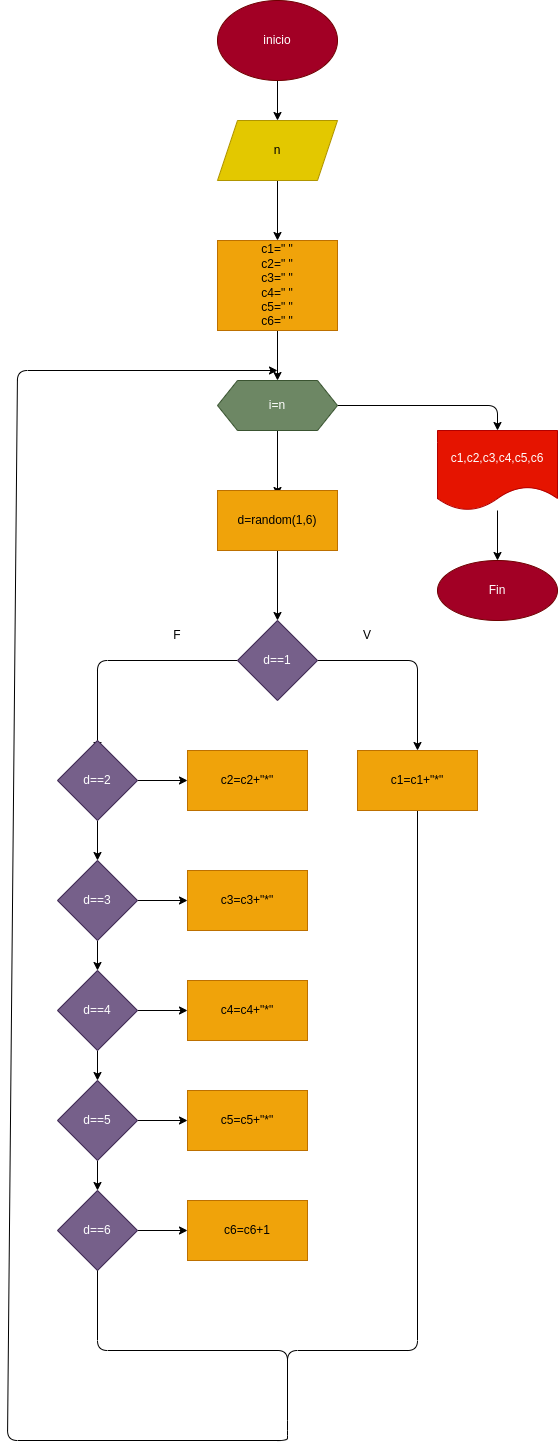 inicio
n
c1=" "
c2=" "
c3=" "
c4=" "
c5=" "
c6=" "
i=n
c1,c2,c3,c4,c5,c6
d=random(1,6)
Fin
F
V
d==1
d==2
c2=c2+"*"
c1=c1+"*"
d==3
c3=c3+"*"
d==4
c4=c4+"*"
d==5
c5=c5+"*"
d==6
c6=c6+1